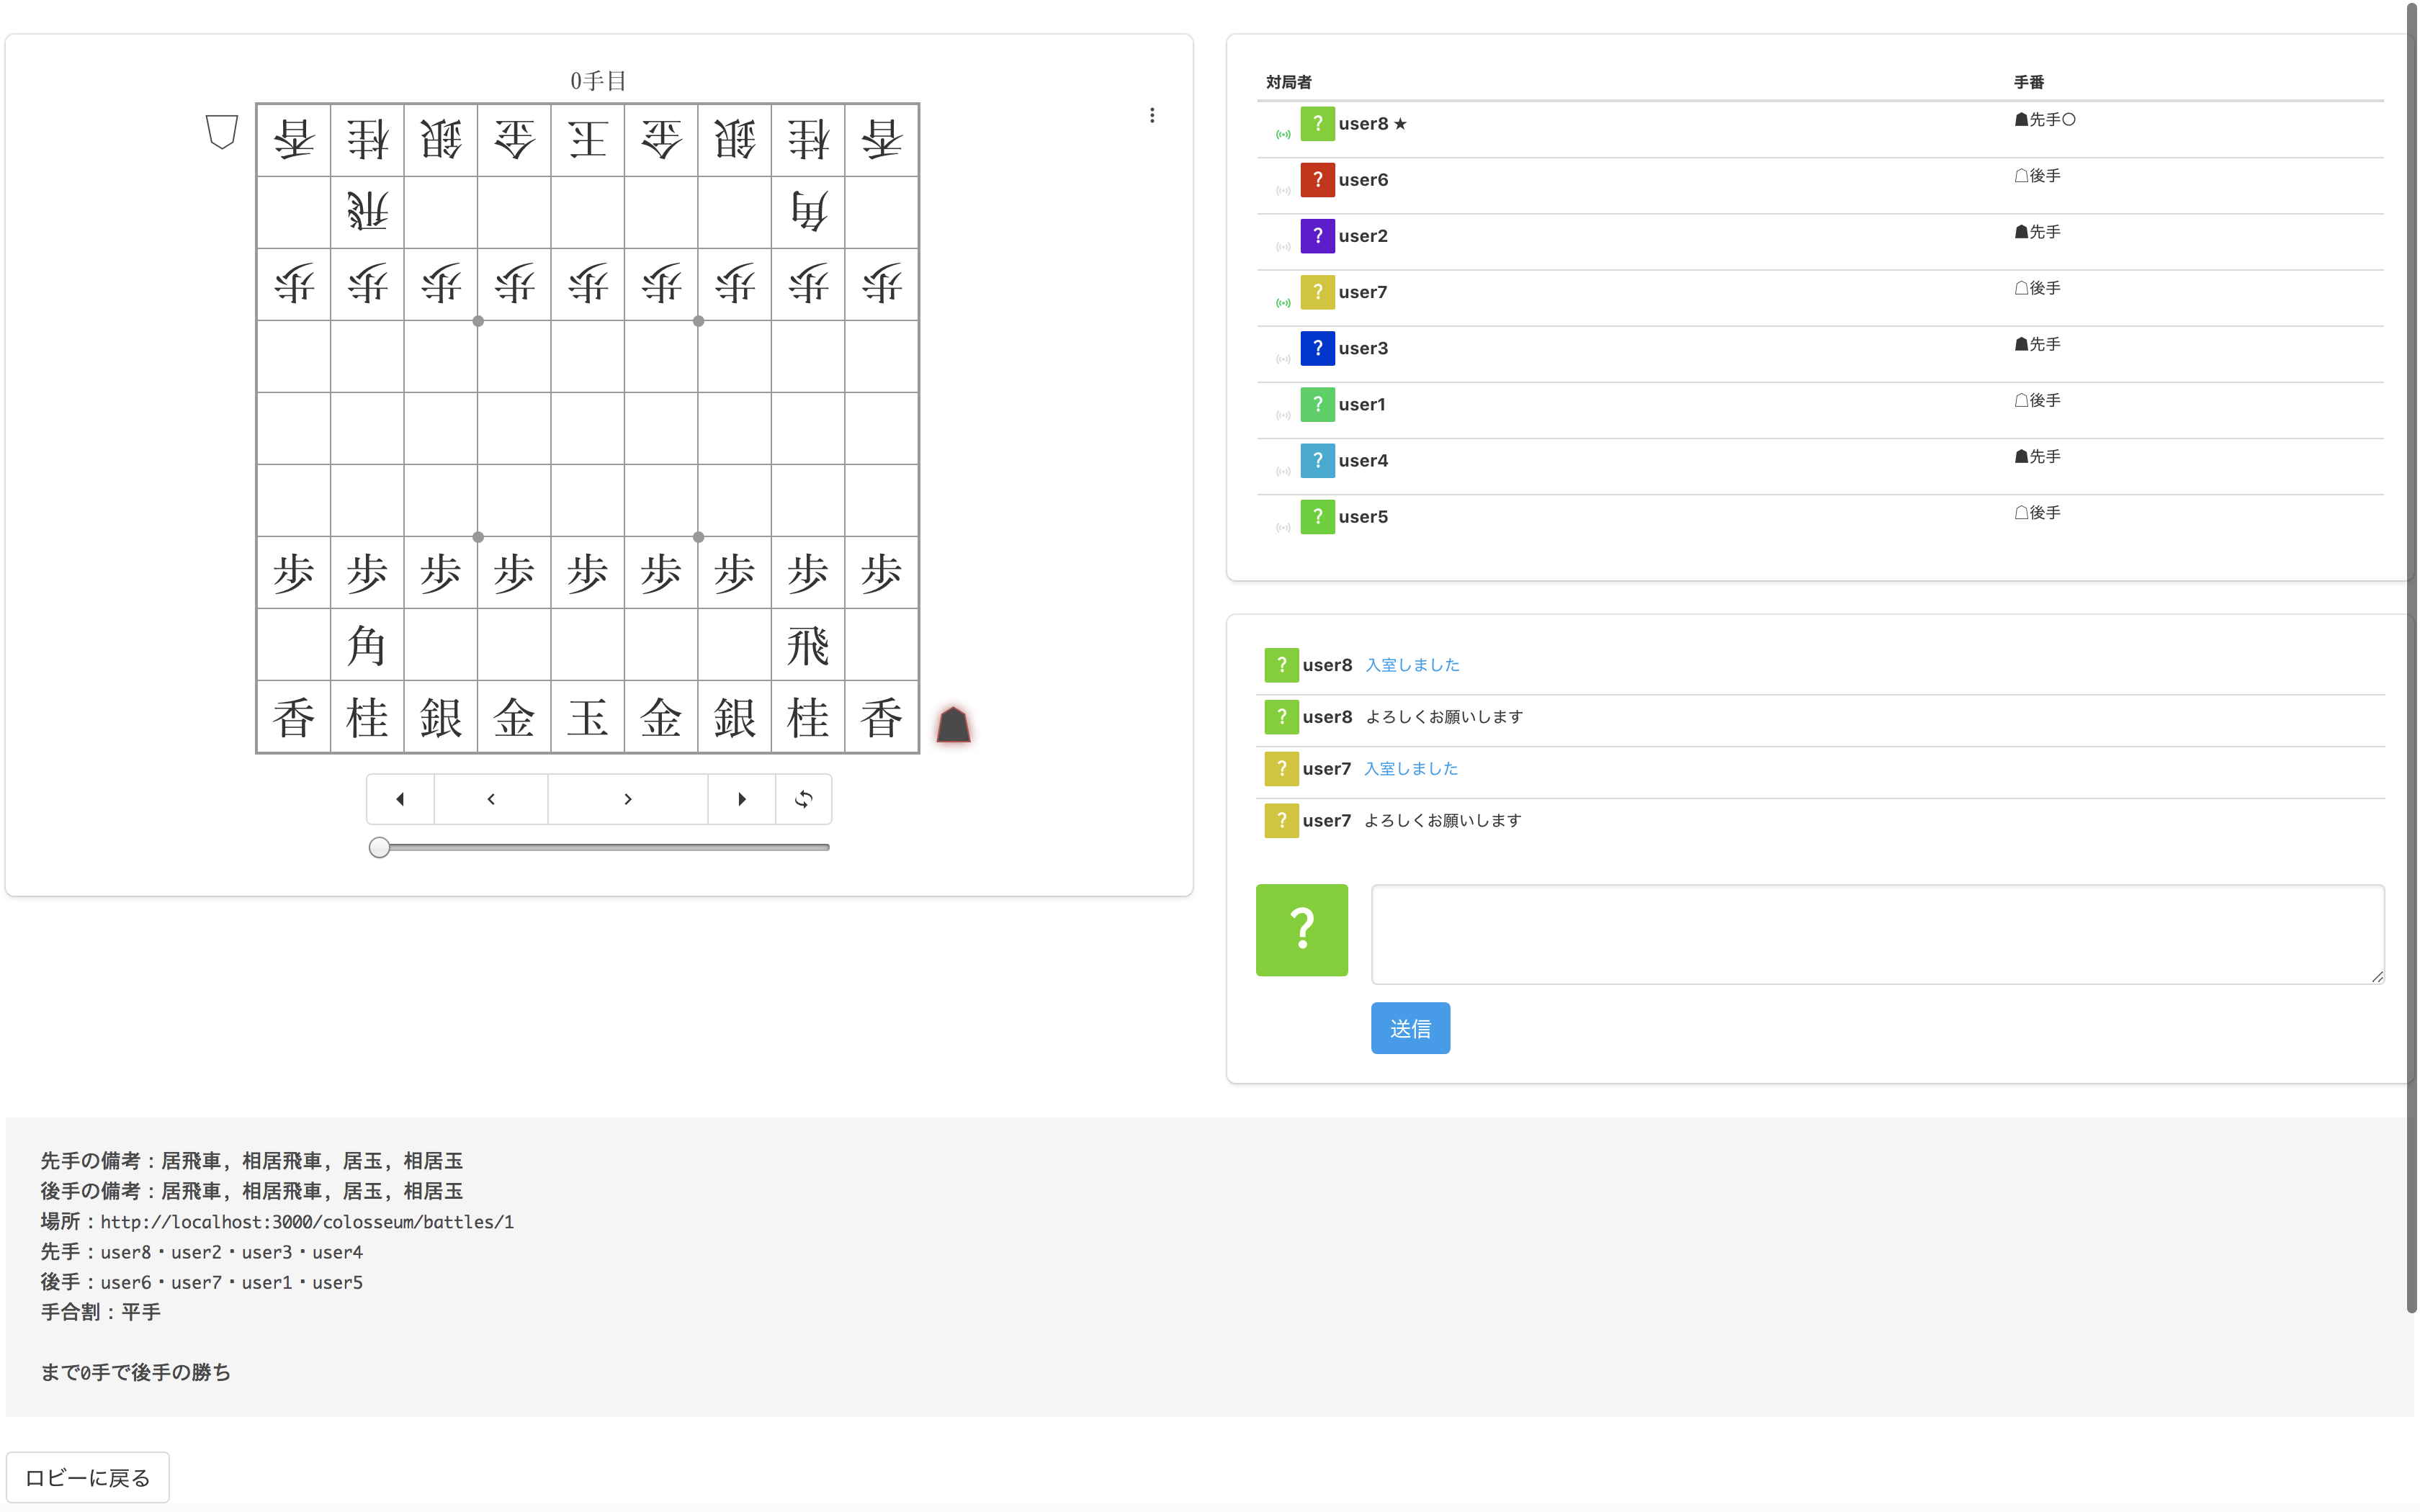 0手目
香桂銀金王金銀桂香
飛角
歩歩歩歩歩歩歩歩歩
歩歩歩歩歩歩歩歩歩
角飛
香桂銀金玉金銀桂香
対局者 手番
? user8 ★ ☗先手○
? user6 ☖後手
? user2 ☗先手
? user7 ☖後手
? user3 ☗先手
? user1 ☖後手
? user4 ☗先手
? user5 ☖後手
? user8 入室しました
? user8 よろしくお願いします
? user7 入室しました
? user7 よろしくお願いします
?
送信
先手の備考：居飛車, 相居飛車, 居玉, 相居玉
後手の備考：居飛車, 相居飛車, 居玉, 相居玉
場所：http://localhost:3000/colosseum/battles/1
先手：user8・user2・user3・user4
後手：user6・user7・user1・user5
手合割：平手
まで0手で後手の勝ち
ロビーに戻る